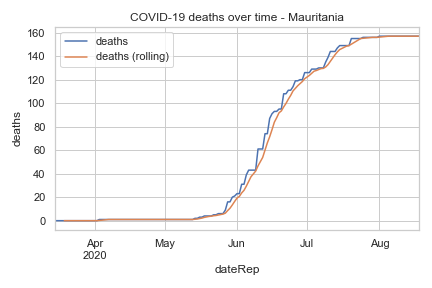 COVID-19 deaths over time - Mauritania
deaths
deaths (rolling)
160
140
120
100
80
60
40
20
0
deaths
Apr May Jun Jul Aug
2020
dateRep